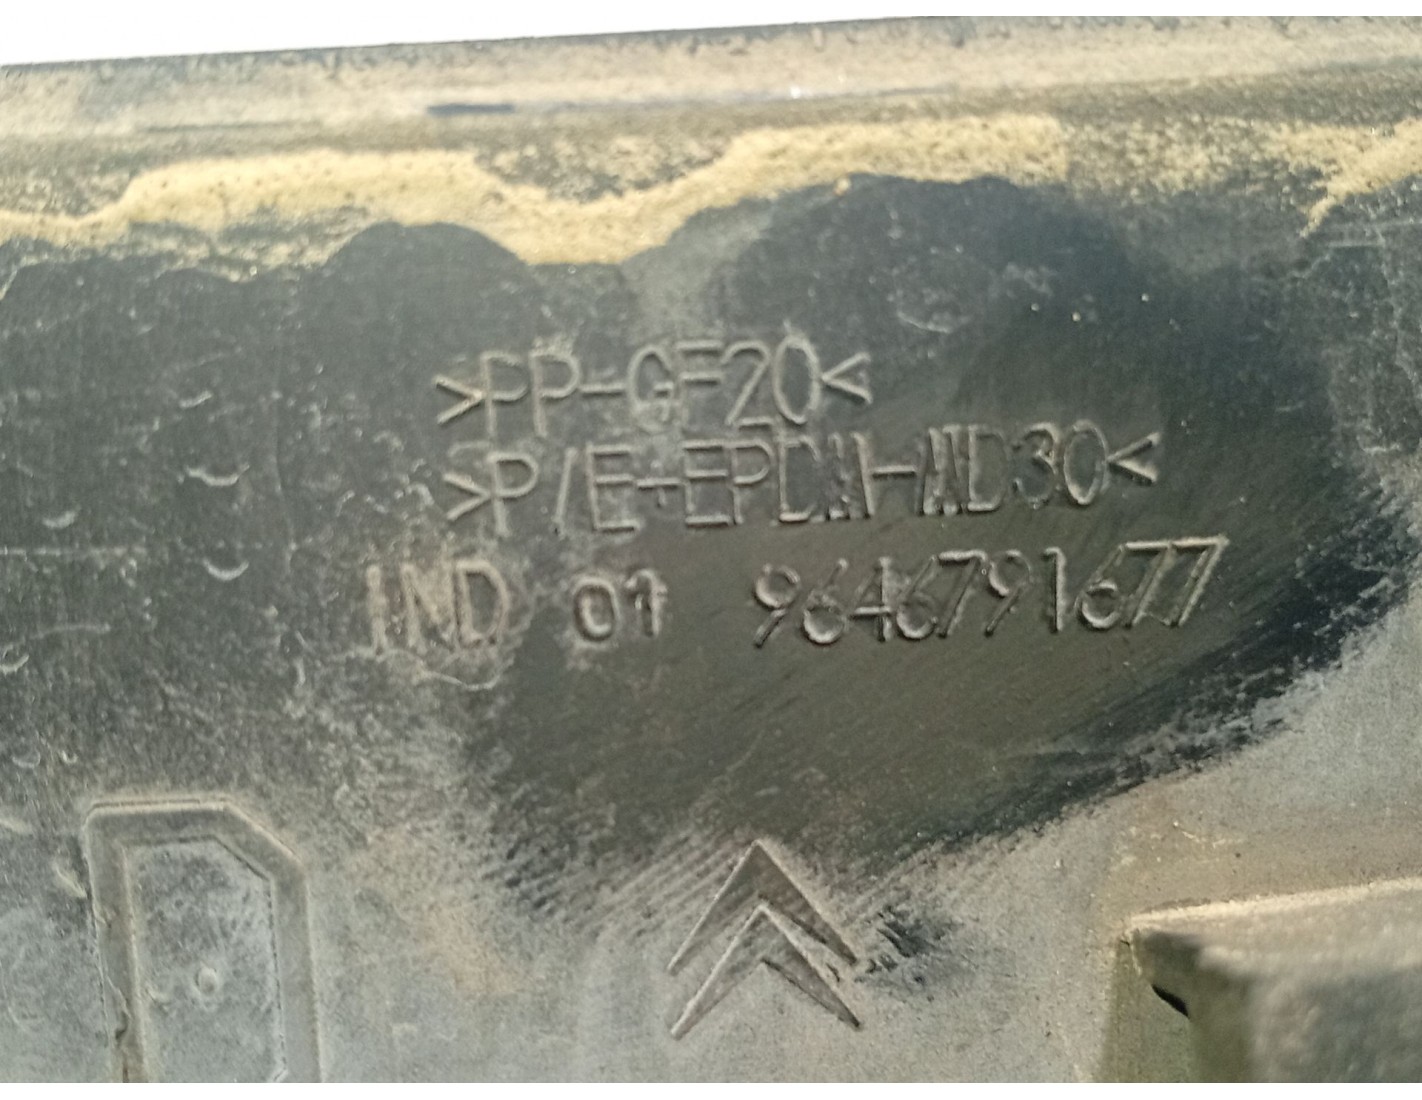 >PP-GF20<
>P/E+EPDM-MD30<
IND 01 9646791677